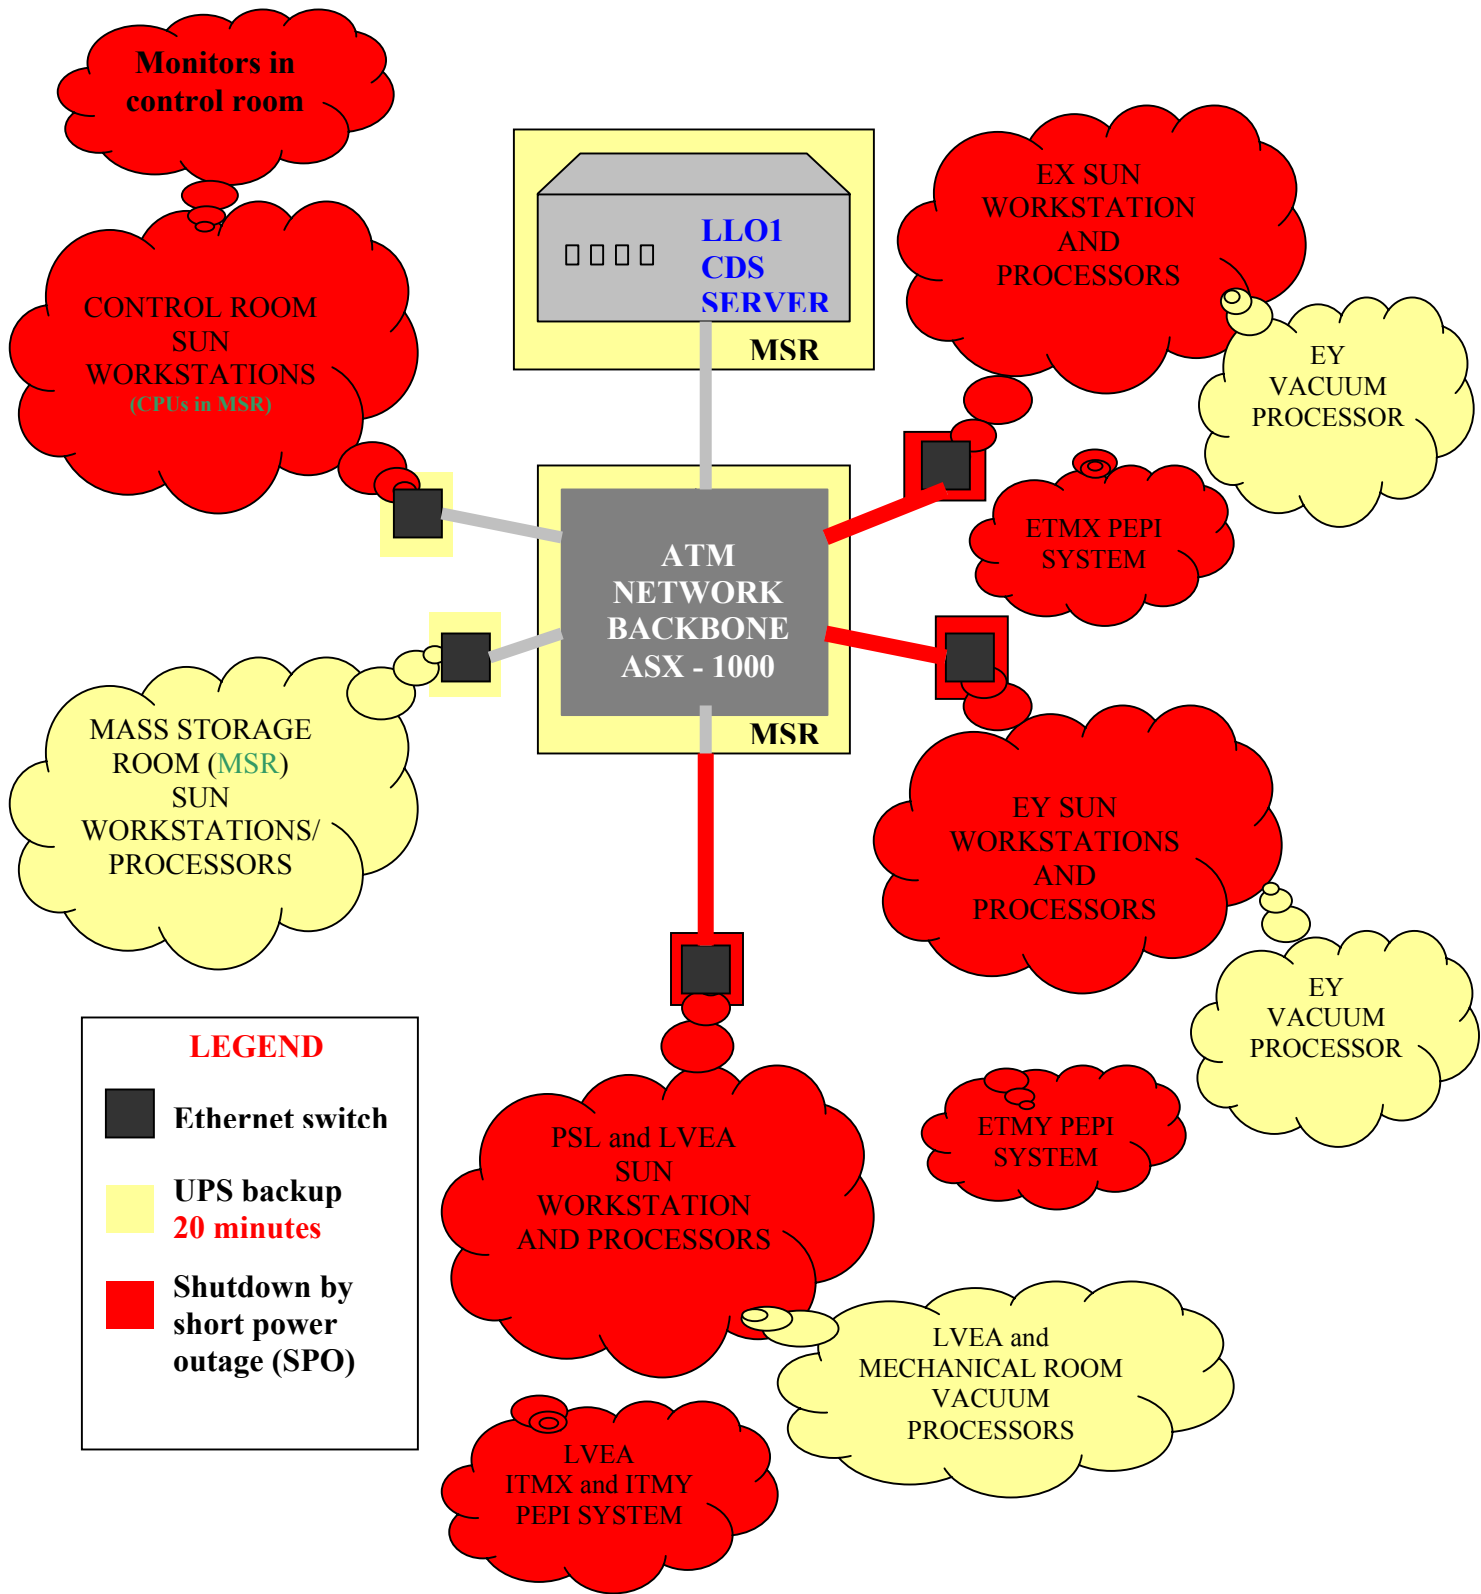 Monitors in
control room
CONTROL ROOM
SUN
WORKSTATIONS
(CPUs in MSR)
LLO1
CDS
SERVER
MSR
EX SUN
WORKSTATION
AND
PROCESSORS
EY
VACUUM
PROCESSOR
ETMX PEPI
SYSTEM
ATM
NETWORK
BACKBONE
ASX - 1000
MSR
MASS STORAGE
ROOM (MSR)
SUN
WORKSTATIONS/
PROCESSORS
EY SUN
WORKSTATIONS
AND
PROCESSORS
EY
VACUUM
PROCESSOR
ETMY PEPI
SYSTEM
LEGEND
Ethernet switch
UPS backup
20 minutes
Shutdown by
short power
outage (SPO)
PSL and LVEA
SUN
WORKSTATION
AND PROCESSORS
LVEA and
MECHANICAL ROOM
VACUUM
PROCESSORS
LVEA
ITMX and ITMY
PEPI SYSTEM